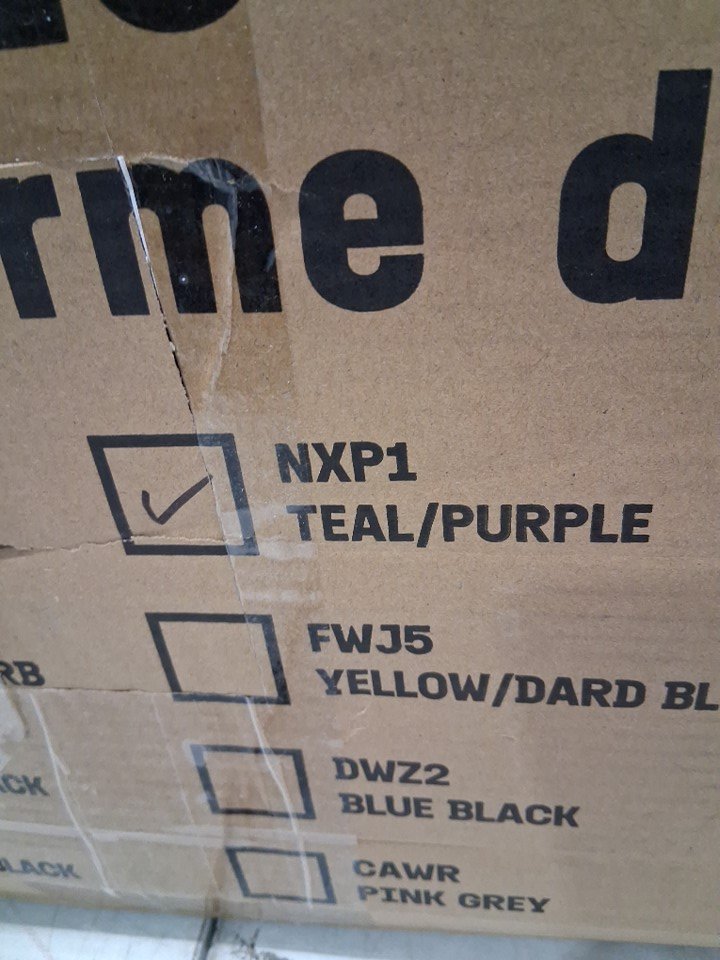 rme d
NXP1
TEAL/PURPLE
FWJ5
RB
YELLOW/DARD BL
DWZ2
CK
BLUE BLACK
LACK
CAWR
PINK GREY